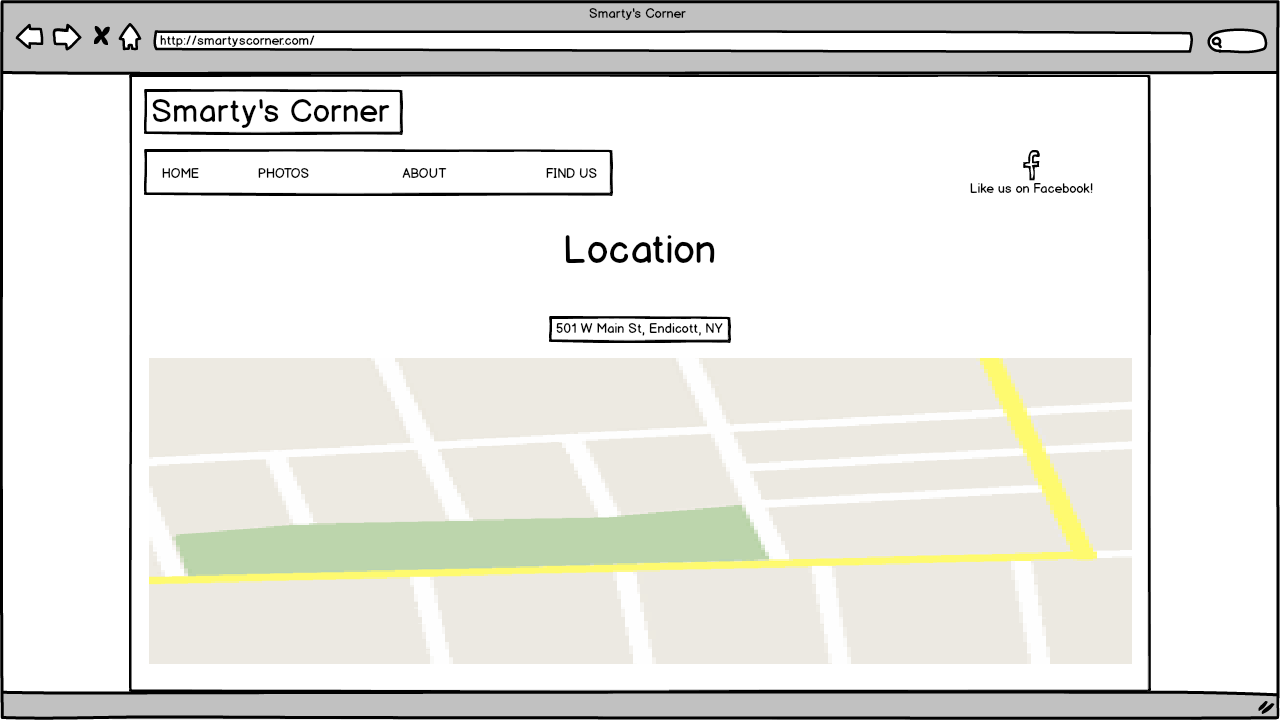 Smarty's Corner
http://smartyscorner.com/
Smarty's Corner
HOME PHOTOS ABOUT FIND US
Like us on Facebook!
Location
501 W Main St, Endicott, NY